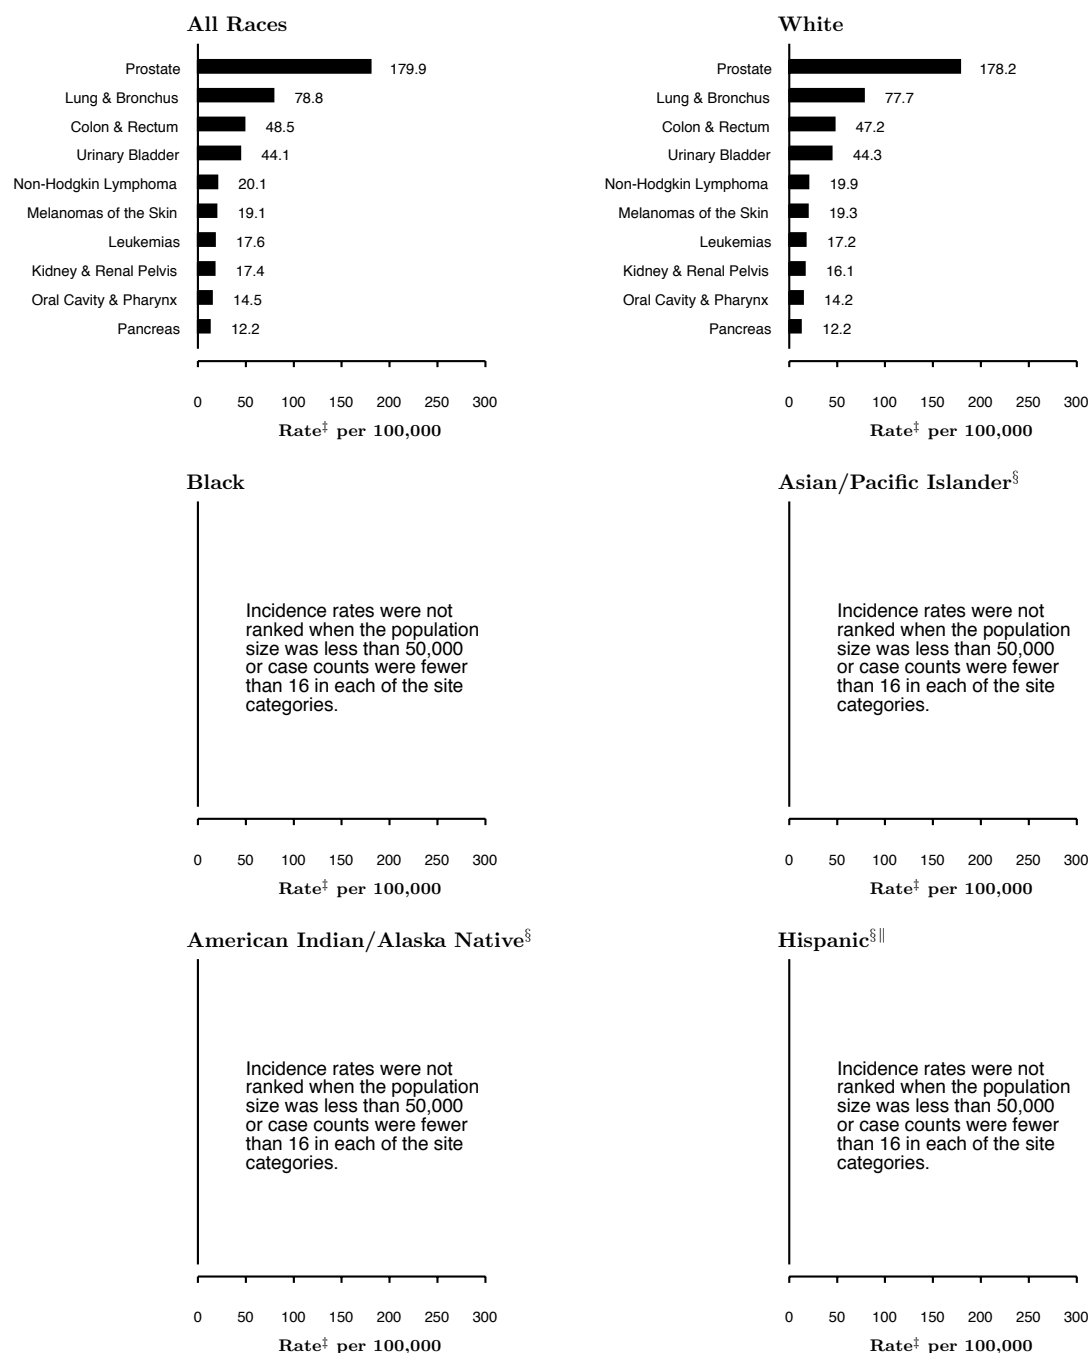 All Races
Prostate 179.9
Lung & Bronchus 78.8
Colon & Rectum 48.5
Urinary Bladder 44.1
Non-Hodgkin Lymphoma 20.1
Melanomas of the Skin 19.1
Leukemias 17.6
Kidney & Renal Pelvis 17.4
Oral Cavity & Pharynx 14.5
Pancreas 12.2
0 50 100 150 200 250 300
Rate‡ per 100,000
White
Prostate 178.2
Lung & Bronchus 77.7
Colon & Rectum 47.2
Urinary Bladder 44.3
Non-Hodgkin Lymphoma 19.9
Melanomas of the Skin 19.3
Leukemias 17.2
Kidney & Renal Pelvis 16.1
Oral Cavity & Pharynx 14.2
Pancreas 12.2
0 50 100 150 200 250 300
Rate‡ per 100,000
Black
Incidence rates were not
ranked when the population
size was less than 50,000
or case counts were fewer
than 16 in each of the site
categories.
0 50 100 150 200 250 300
Rate‡ per 100,000
Asian/Pacific Islander§
Incidence rates were not
ranked when the population
size was less than 50,000
or case counts were fewer
than 16 in each of the site
categories.
0 50 100 150 200 250 300
Rate‡ per 100,000
American Indian/Alaska Native§
Incidence rates were not
ranked when the population
size was less than 50,000
or case counts were fewer
than 16 in each of the site
categories.
0 50 100 150 200 250 300
Rate‡ per 100,000
Hispanic§‖
Incidence rates were not
ranked when the population
size was less than 50,000
or case counts were fewer
than 16 in each of the site
categories.
0 50 100 150 200 250 300
Rate‡ per 100,000